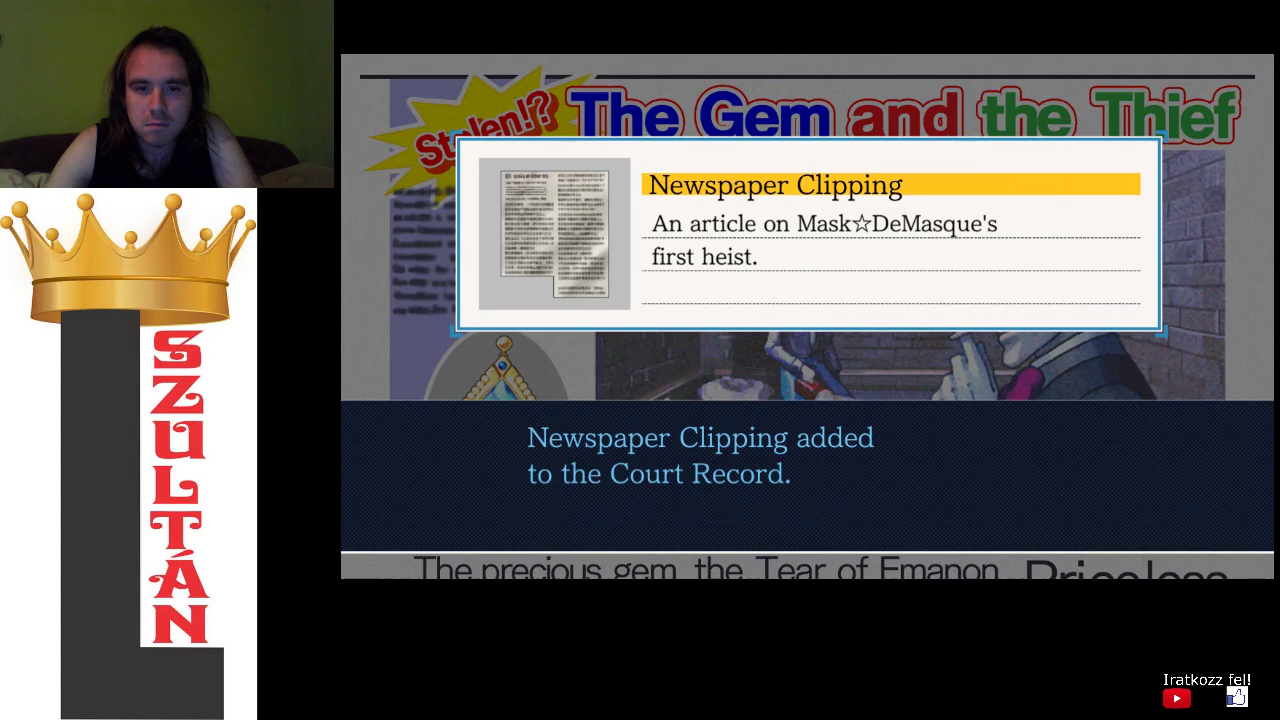 Stolen!?
The Gem and the Thief
Newspaper Clipping
An article on Mask☆DeMasque's
first heist.
Newspaper Clipping added
to the Court Record.
The precious gem, the Tear of Emanon
Priceless
L
SZULTÁN
Iratkozz fel!